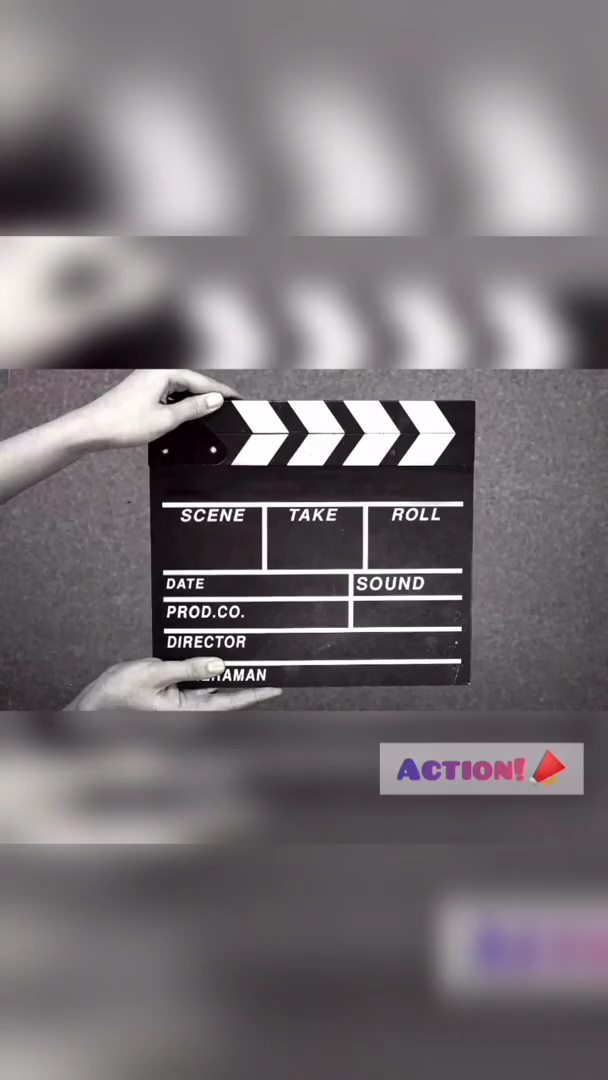 SCENE TAKE ROLL
DATE SOUND
PROD.CO.
DIRECTOR
ACTION!